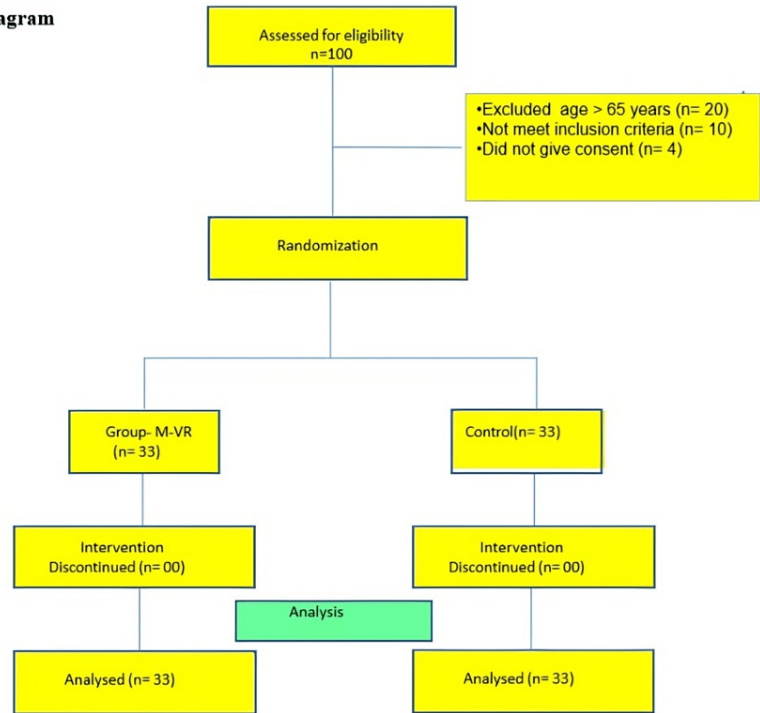 agram
Assessed for eligibility
n=100
•Excluded age > 65 years (n= 20)
•Not meet inclusion criteria (n= 10)
•Did not give consent (n= 4)
Randomization
Group- M-VR
(n= 33)
Control(n= 33)
Intervention
Discontinued (n= 00)
Intervention
Discontinued (n= 00)
Analysis
Analysed (n= 33)
Analysed (n= 33)